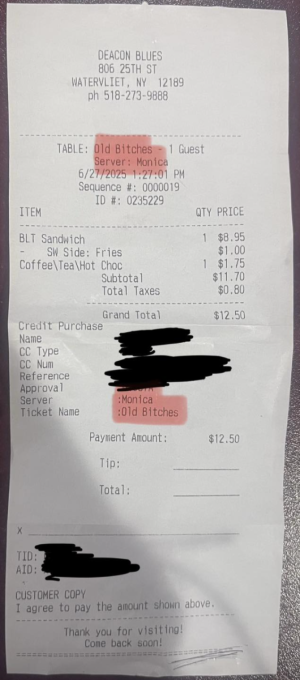 DEACON BLUES
806 25TH ST
WATERVLIET, NY 12189
ph 518-273-9888
TABLE: Old Bitches - 1 Guest
Server: Monica
6/27/2025 1:27:01 PM
Sequence #: 0000019
ID #: 0235229
ITEM QTY PRICE
BLT Sandwich 1 $8.95
- SW Side: Fries $1.00
Coffee\Tea\Hot Choc 1 $1.75
Subtotal $11.70
Total Taxes $0.80
Grand Total $12.50
Credit Purchase
Name
CC Type
CC Num
Reference
Approval
Server :Monica
Ticket Name :Old Bitches
Payment Amount: $12.50
Tip:
Total:
X
TID:
AID:
CUSTOMER COPY
I agree to pay the amount shown above.
Thank you for visiting!
Come back soon!